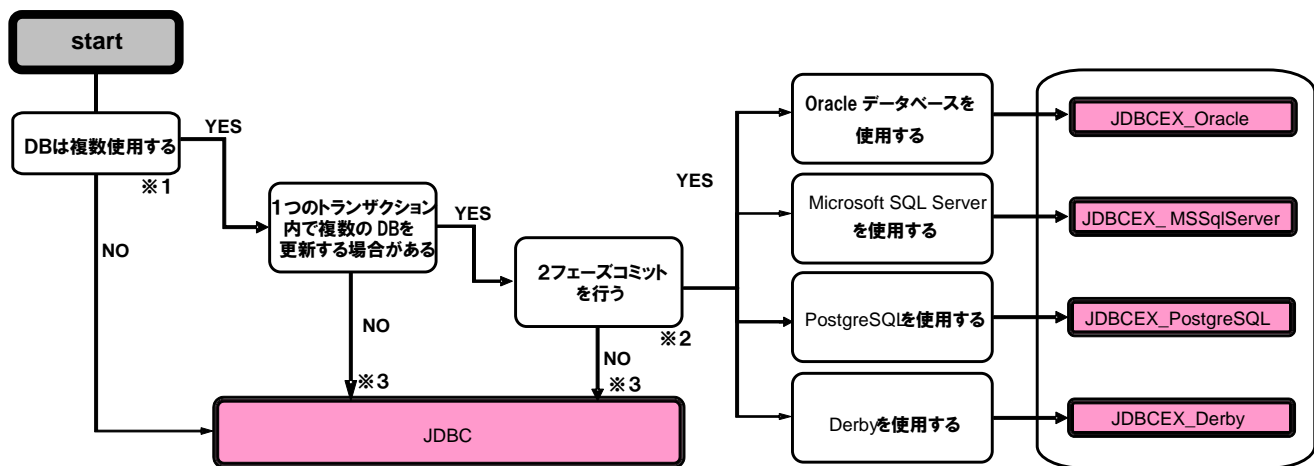 start
DBは複数使用する
YES
※1
NO
1つのトランザクション
内で複数の DBを
更新する場合がある
YES
NO
※3
2フェーズコミット
を行う
※2
NO
※3
YES
JDBC
Oracle データベースを
使用する
Microsoft SQL Server
を使用する
PostgreSQLを使用する
Derbyを使用する
JDBCEX_Oracle
JDBCEX_ MSSqlServer
JDBCEX_PostgreSQL
JDBCEX_Derby